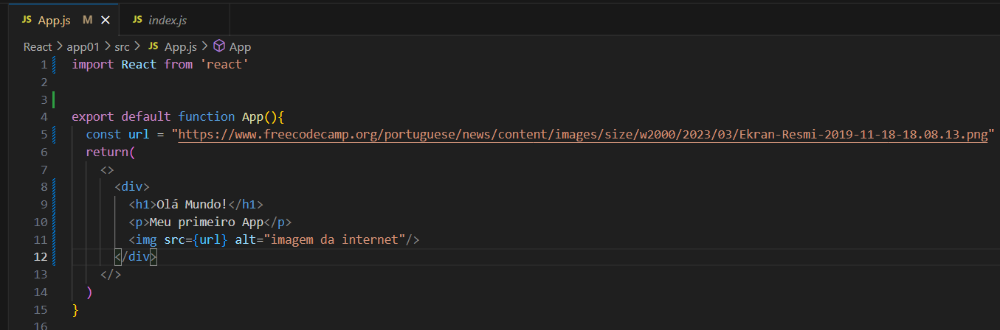 JS App.js M ×
JS index.js
React > app01 > src > JS App.js > App
1 import React from 'react'
2
3
4 export default function App(){
5 const url = "https://www.freecodecamp.org/portuguese/news/content/images/size/w2000/2023/03/Ekran-Resmi-2019-11-18-18.08.13.png"
6 return(
7 <>
8 <div>
9 <h1>Olá Mundo!</h1>
10 <p>Meu primeiro App</p>
11 <img src={url} alt="imagem da internet"/>
12 </div>
13 </>
14 )
15 }
16